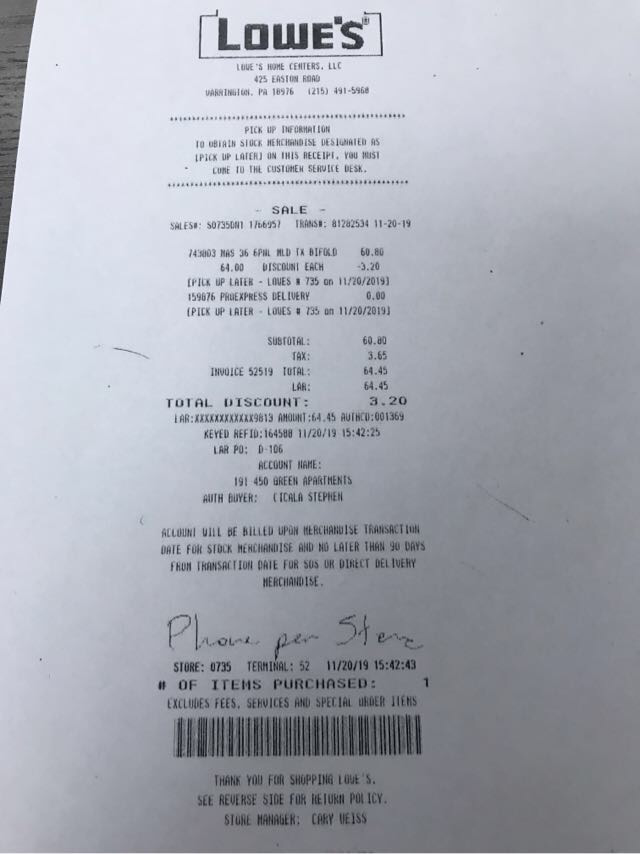 LOWE'S®
LOWE'S HOME CENTERS, LLC
425 EASTON ROAD
WARRINGTON, PA 18976 (215) 491-5968
PICK UP INFORMATION
TO OBTAIN STOCK MERCHANDISE DESIGNATED AS
[PICK UP LATER] ON THIS RECEIPT, YOU MUST
COME TO THE CUSTOMER SERVICE DESK.
- SALE -
SALES#: S0735DN1 1766957 TRANS#: 81282534 11-20-19
743803 MAS 36 6PNL MLD TX BIFOLD 60.80
64.00 DISCOUNT EACH -3.20
[PICK UP LATER - LOWES # 735 on 11/20/2019]
159876 PROEXPRESS DELIVERY 0.00
[PICK UP LATER - LOWES # 735 on 11/20/2019]
SUBTOTAL: 60.80
TAX: 3.65
INVOICE 52519 TOTAL: 64.45
LAR: 64.45
TOTAL DISCOUNT: 3.20
LAR:XXXXXXXXXXXX9813 AMOUNT:64.45 AUTHCD:001369
KEYED REFID:164588 11/20/19 15:42:25
LAR PO: D-106
ACCOUNT NAME:
191 450 GREEN APARTMENTS
AUTH BUYER: CICALA STEPHEN
ACCOUNT WILL BE BILLED UPON MERCHANDISE TRANSACTION
DATE FOR STOCK MERCHANDISE AND NO LATER THAN 90 DAYS
FROM TRANSACTION DATE FOR SOS OR DIRECT DELIVERY
MERCHANDISE.
Phone per Steve
STORE: 0735 TERMINAL: 52 11/20/19 15:42:43
# OF ITEMS PURCHASED: 1
EXCLUDES FEES, SERVICES AND SPECIAL ORDER ITEMS
THANK YOU FOR SHOPPING LOWE'S.
SEE REVERSE SIDE FOR RETURN POLICY.
STORE MANAGER: CARY WEISS